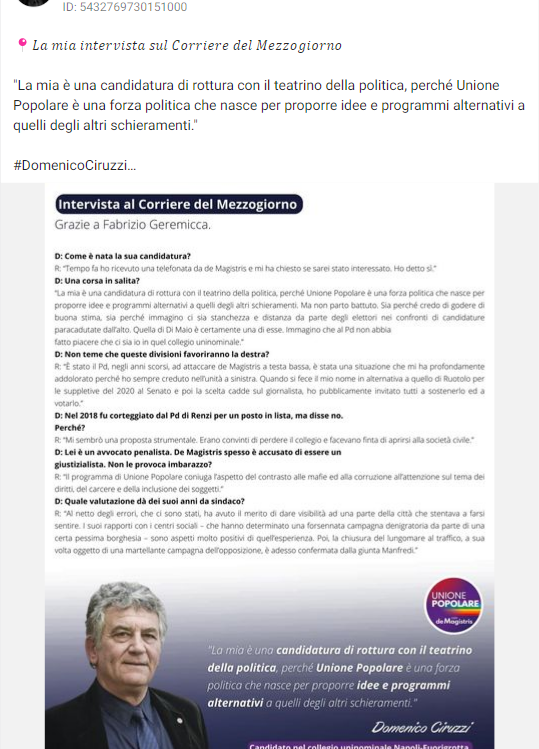 ID: 5432769730151000
📍 La mia intervista sul Corriere del Mezzogiorno
"La mia è una candidatura di rottura con il teatrino della politica, perché Unione
Popolare è una forza politica che nasce per proporre idee e programmi alternativi a
quelli degli altri schieramenti."
#DomenicoCiruzzi...
Intervista al Corriere del Mezzogiorno
Grazie a Fabrizio Geremicca.
D: Come è nata la sua candidatura?
R: "Tempo fa ho ricevuto una telefonata da de Magistris e mi ha chiesto se sarei stato interessato. Ho detto sì."
D: Una corsa in salita?
"La mia è una candidatura di rottura con il teatrino della politica, perché Unione Popolare è una forza politica che nasce per
proporre idee e programmi alternativi a quelli degli altri schieramenti. Ma non parto battuto. Sia perché credo di godere di
buona stima, sia perché immagino ci sia stanchezza e distanza da parte degli elettori nei confronti di candidature
paracadutate dall'alto. Quella di Di Maio è certamente una di esse. Immagino che al Pd non abbia
fatto piacere che ci sia io in quel collegio uninominale."
D: Non teme che queste divisioni favoriranno la destra?
R: "È stato il Pd, negli anni scorsi, ad attaccare de Magistris a testa bassa, è stata una situazione che mi ha profondamente
addolorato perché ho sempre creduto nell'unità a sinistra. Quando si fece il mio nome in alternativa a quello di Ruotolo per
le suppletive del 2020 al Senato e poi la scelta cadde sul giornalista, ho pubblicamente invitato tutti a sostenerlo ed a
votarlo."
D: Nel 2018 fu corteggiato dal Pd di Renzi per un posto in lista, ma disse no.
Perché?
R: "Mi sembrò una proposta strumentale. Erano convinti di perdere il collegio e facevano finta di aprirsi alla società civile."
D: Lei è un avvocato penalista. De Magistris spesso è accusato di essere un
giustizialista. Non le provoca imbarazzo?
R: "Il programma di Unione Popolare coniuga l'aspetto del contrasto alle mafie ed alla corruzione all'attenzione sul tema dei
diritti, del carcere e della inclusione dei soggetti."
D: Quale valutazione dà dei suoi anni da sindaco?
R: "Al netto degli errori, che ci sono stati, ha avuto il merito di dare visibilità ad una parte della città che stentava a farsi
sentire. I suoi rapporti con i centri sociali – che hanno determinato una forsennata campagna denigratoria da parte di una
certa pessima borghesia – sono aspetti molto positivi di quell'esperienza. Poi, la chiusura del lungomare al traffico, a sua
volta oggetto di una martellante campagna dell'opposizione, è adesso confermata dalla giunta Manfredi."
UNIONE
POPOLARE
con
de Magistris
"La mia è una candidatura di rottura con il teatrino
della politica, perché Unione Popolare è una forza
politica che nasce per proporre idee e programmi
alternativi a quelli degli altri schieramenti."
Domenico Ciruzzi
Candidato nel collegio uninominale Napoli-Fuorigrotta